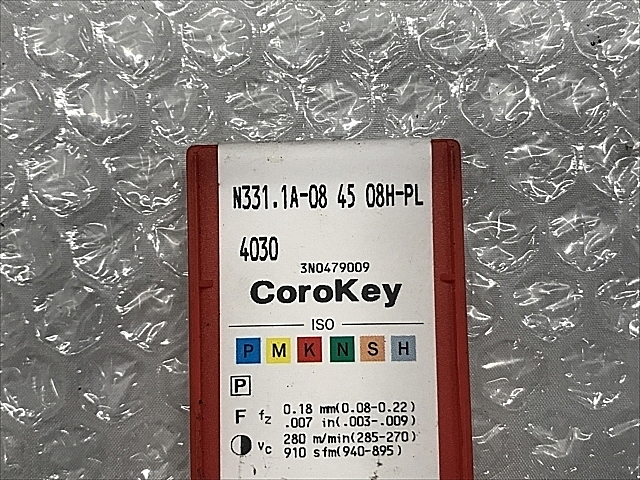 N331.1A-08 45 08H-PL
4030
3N0479009
CoroKey
ISO
P M K N S H
P
F fz 0.18 mm(0.08-0.22)
.007 in(.003-.009)
vc 280 m/min(285-270)
910 sfm(940-895)